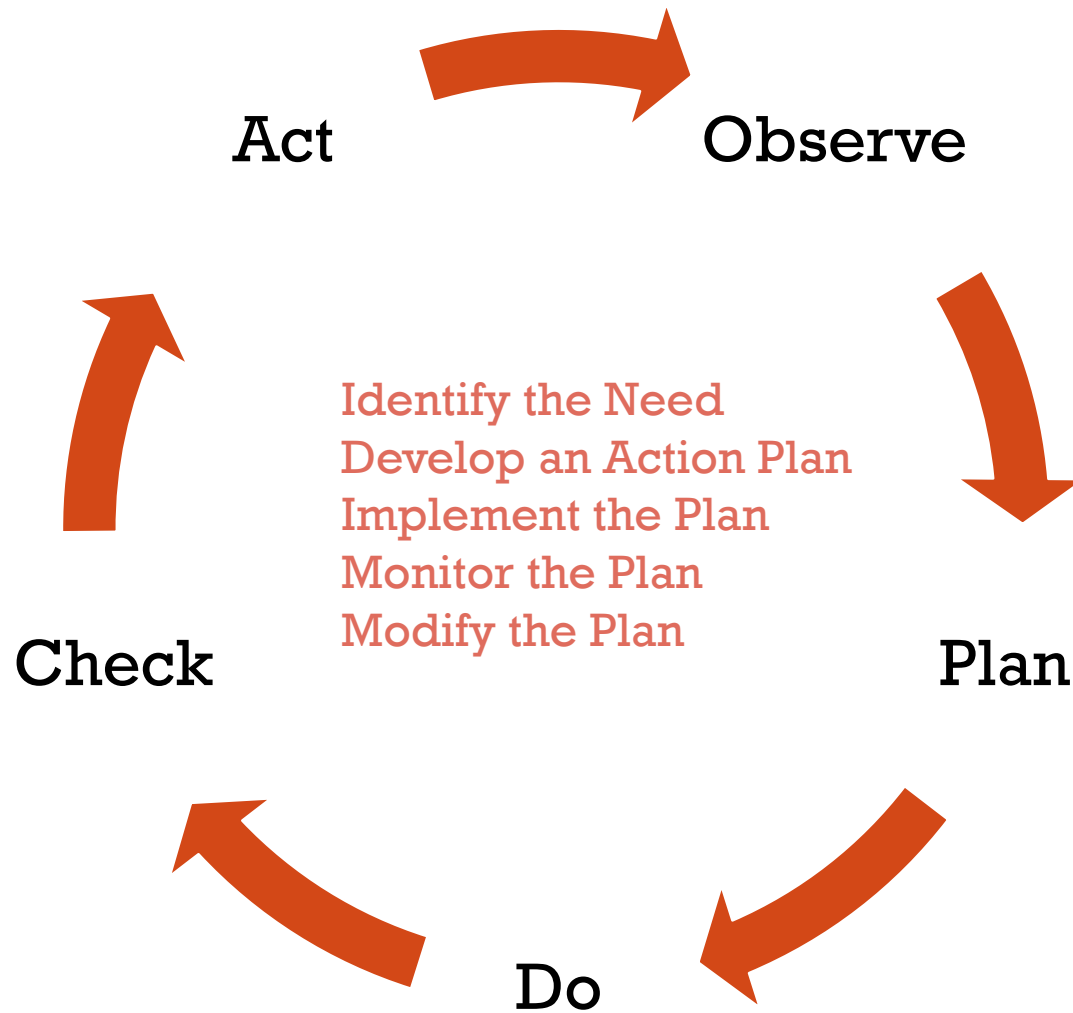 Act
Observe
Identify the Need
Develop an Action Plan
Implement the Plan
Monitor the Plan
Modify the Plan
Check
Plan
Do